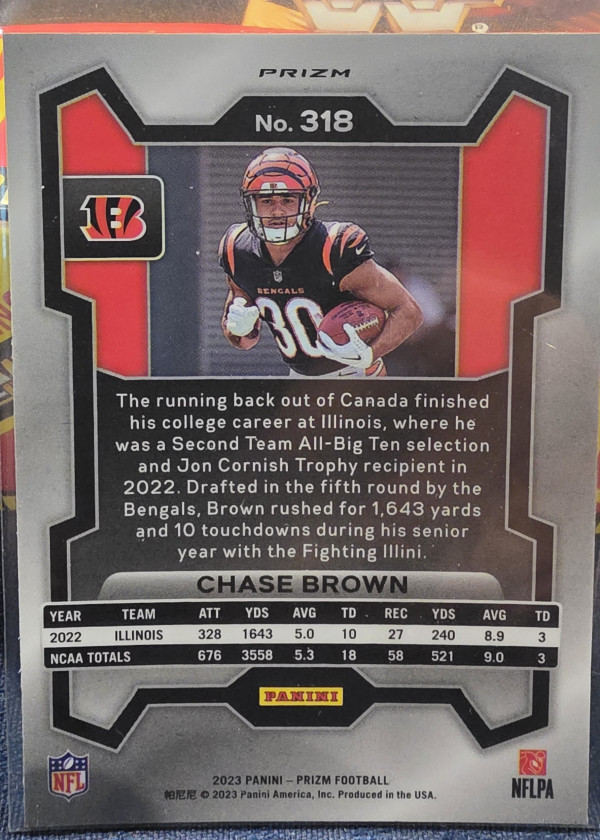 PRIZM
No. 318
B
BENGALS
30
The running back out of Canada finished
his college career at Illinois, where he
was a Second Team All-Big Ten selection
and Jon Cornish Trophy recipient in
2022. Drafted in the fifth round by the
Bengals, Brown rushed for 1,643 yards
and 10 touchdowns during his senior
year with the Fighting Illini.
CHASE BROWN
YEAR TEAM ATT YDS AVG TD REC YDS AVG TD
2022 ILLINOIS 328 1643 5.0 10 27 240 8.9 3
NCAA TOTALS 676 3558 5.3 18 58 521 9.0 3
PANINI
NFL
NFLPA
2023 PANINI – PRIZM FOOTBALL
帕尼尼 © 2023 Panini America, Inc. Produced in the USA.